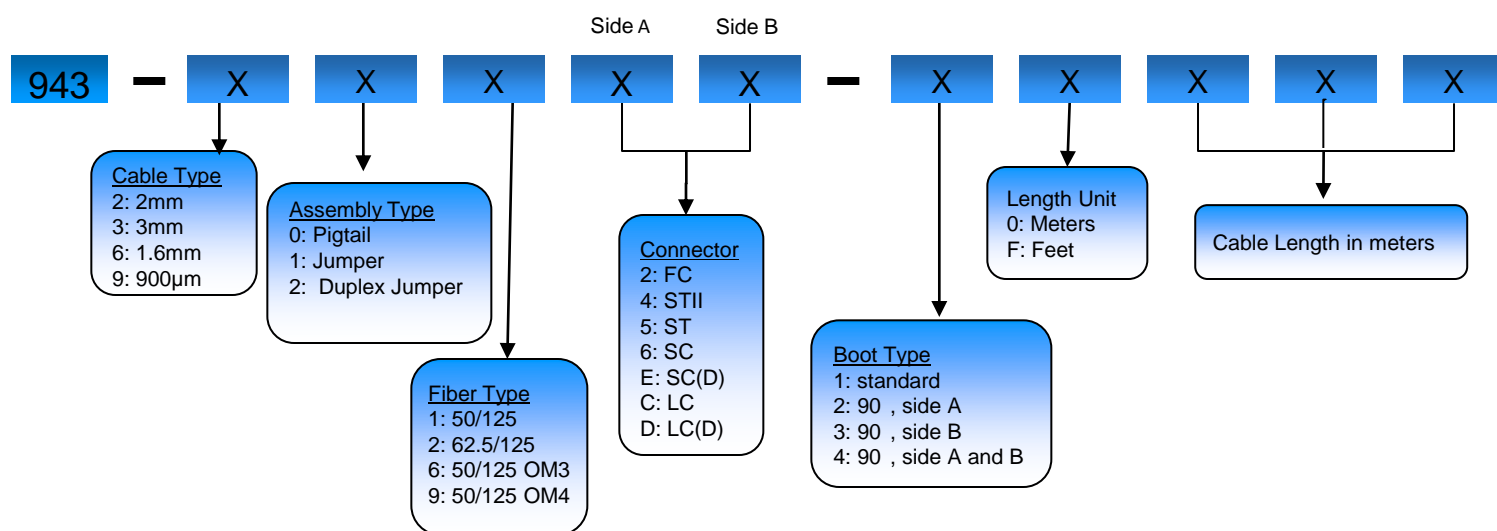 Side A Side B
943 – X X X X X – X X X X X
Cable Type
2: 2mm
3: 3mm
6: 1.6mm
9: 900µm
Assembly Type
0: Pigtail
1: Jumper
2: Duplex Jumper
Fiber Type
1: 50/125
2: 62.5/125
6: 50/125 OM3
9: 50/125 OM4
Connector
2: FC
4: STII
5: ST
6: SC
E: SC(D)
C: LC
D: LC(D)
Boot Type
1: standard
2: 90 , side A
3: 90 , side B
4: 90 , side A and B
Length Unit
0: Meters
F: Feet
Cable Length in meters